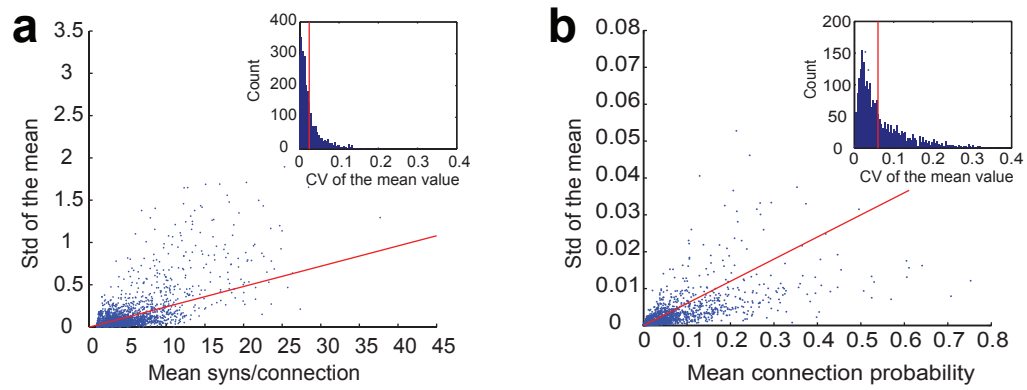 a
Std of the mean
3.5
3
2.5
2
1.5
1
0.5
0
0 5 10 15 20 25 30 35 40 45
Mean syns/connection
Count
400
300
200
100
0
0 0.1 0.2 0.3 0.4
CV of the mean value
b
Std of the mean
0.08
0.07
0.06
0.05
0.04
0.03
0.02
0.01
0
0 0.1 0.2 0.3 0.4 0.5 0.6 0.7 0.8
Mean connection probability
Count
200
150
100
50
0
0 0.1 0.2 0.3 0.4
CV of the mean value